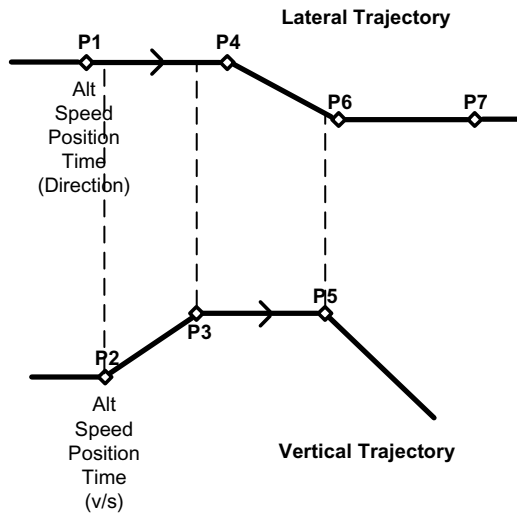 Lateral Trajectory
P1
P4
Alt
Speed
Position
Time
(Direction)
P6
P7
P5
P3
P2
Alt
Speed
Position
Time
(v/s)
Vertical Trajectory